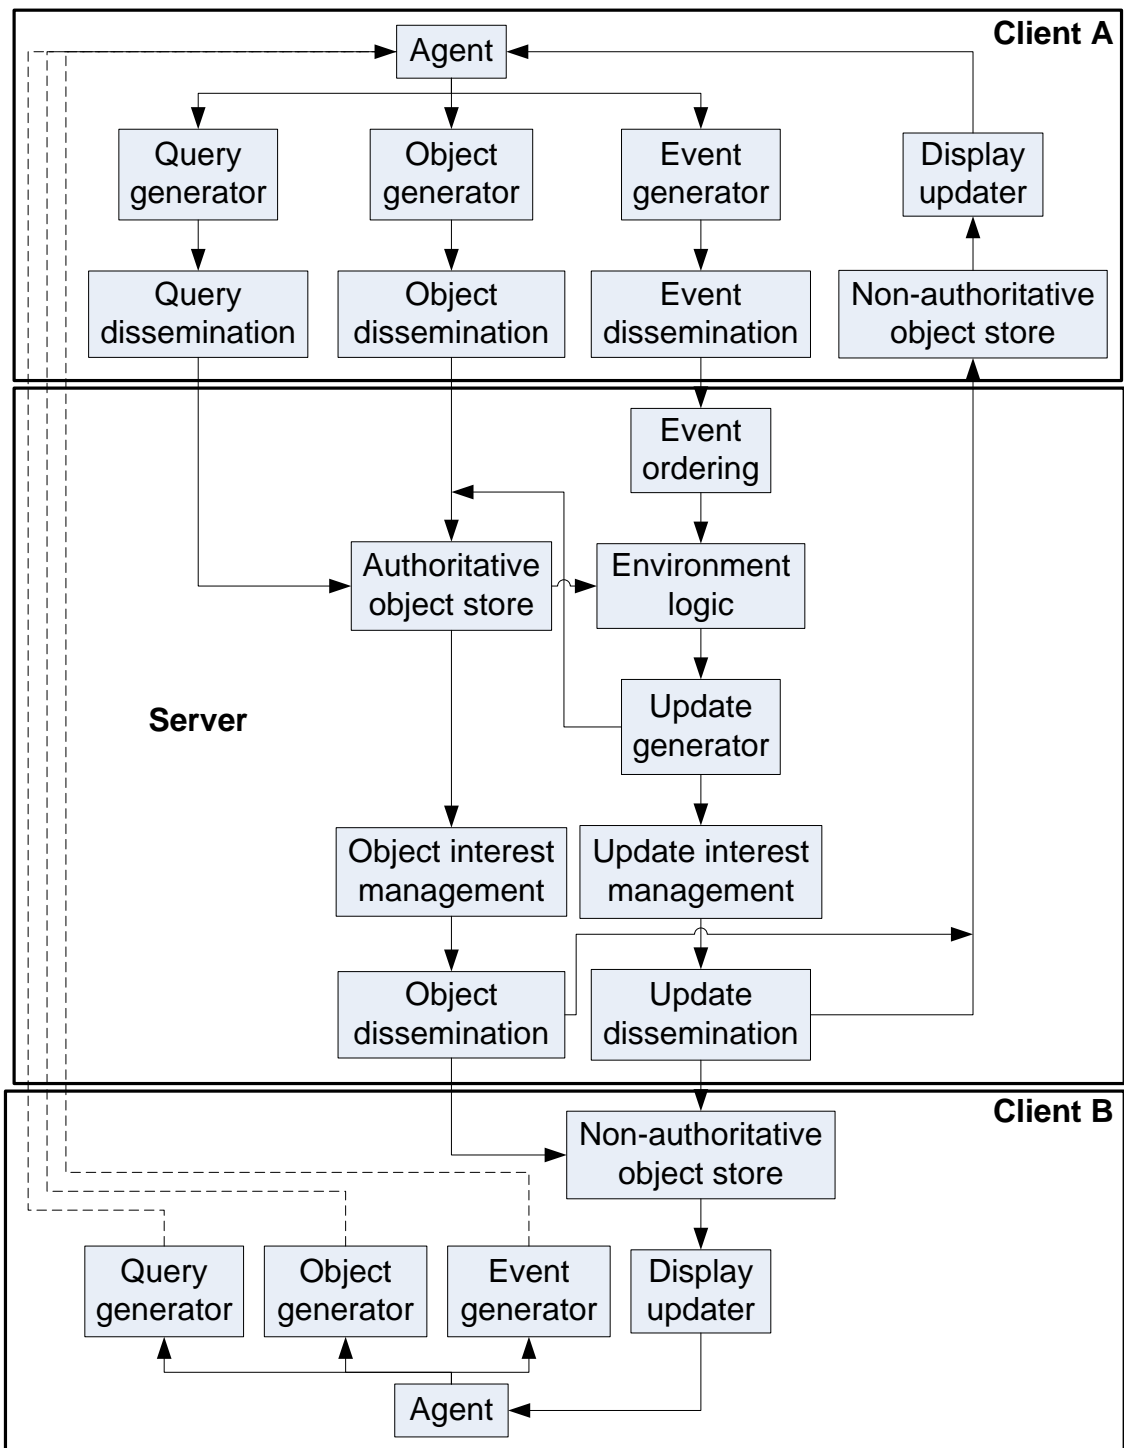 Client A
Agent
Query
generator
Object
generator
Event
generator
Display
updater
Query
dissemination
Object
dissemination
Event
dissemination
Non-authoritative
object store
Event
ordering
Authoritative
object store
Environment
logic
Server
Update
generator
Object interest
management
Update interest
management
Object
dissemination
Update
dissemination
Client B
Non-authoritative
object store
Query
generator
Object
generator
Event
generator
Display
updater
Agent